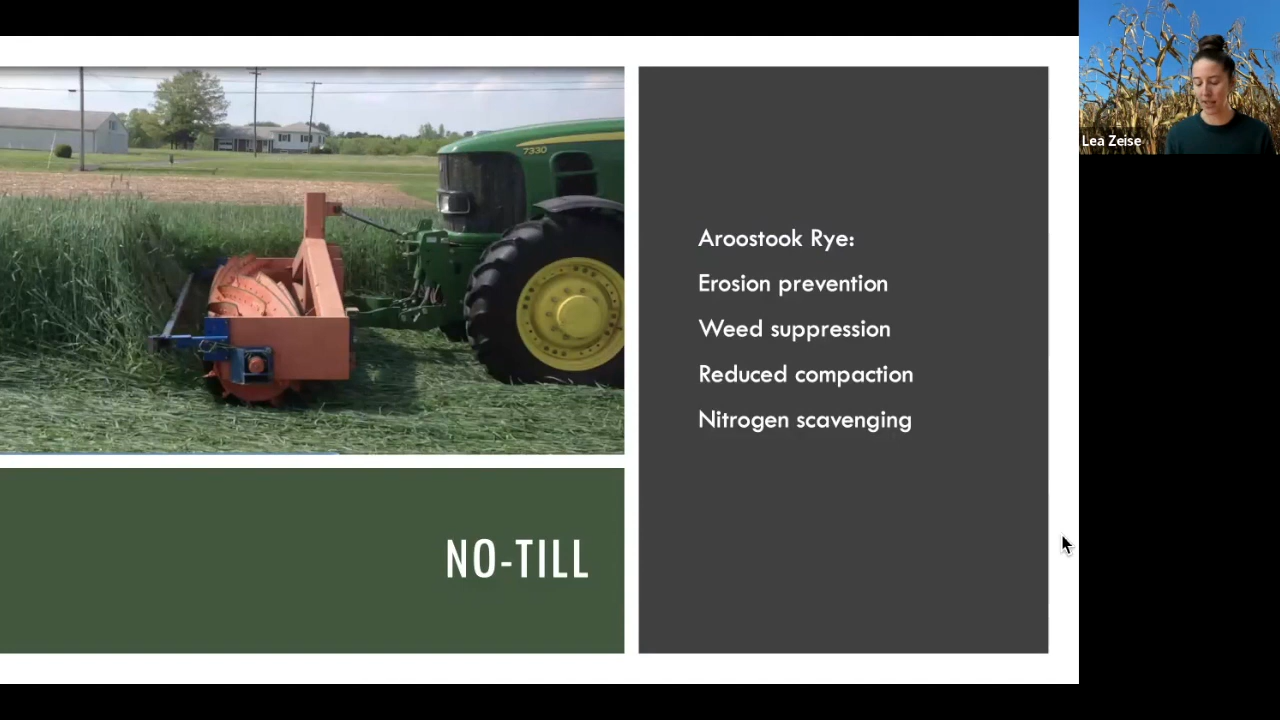 7330
NO-TILL
Aroostook Rye:
Erosion prevention
Weed suppression
Reduced compaction
Nitrogen scavenging
Lea Zeise